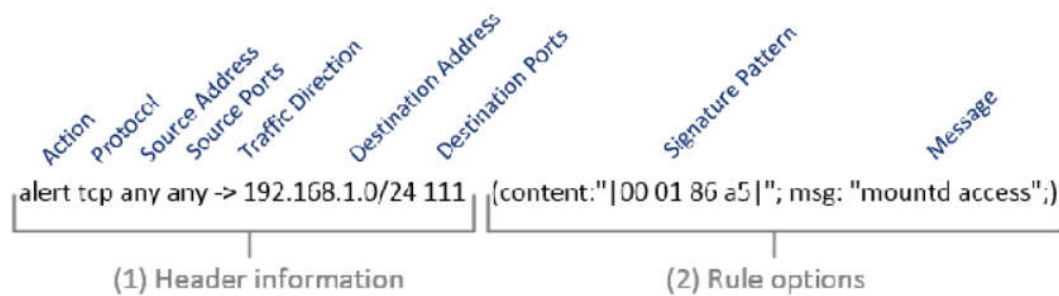 Action
Protocol
Source Address
Source Ports
Traffic Direction
Destination Address
Destination Ports
Signature Pattern
Message
alert tcp any any -> 192.168.1.0/24 111 (content:"|00 01 86 a5|"; msg: "mountd access";)
(1) Header information
(2) Rule options